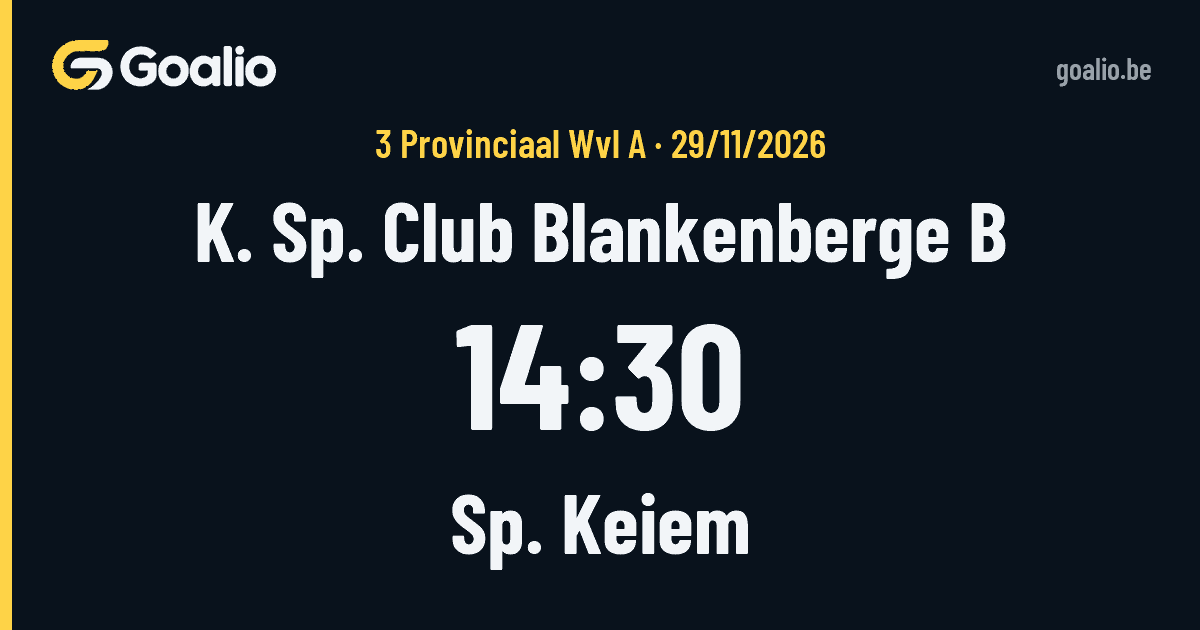 Goalio
goalio.be
3 Provinciaal Wvl A · 29/11/2026
K. Sp. Club Blankenberge B
14:30
Sp. Keiem